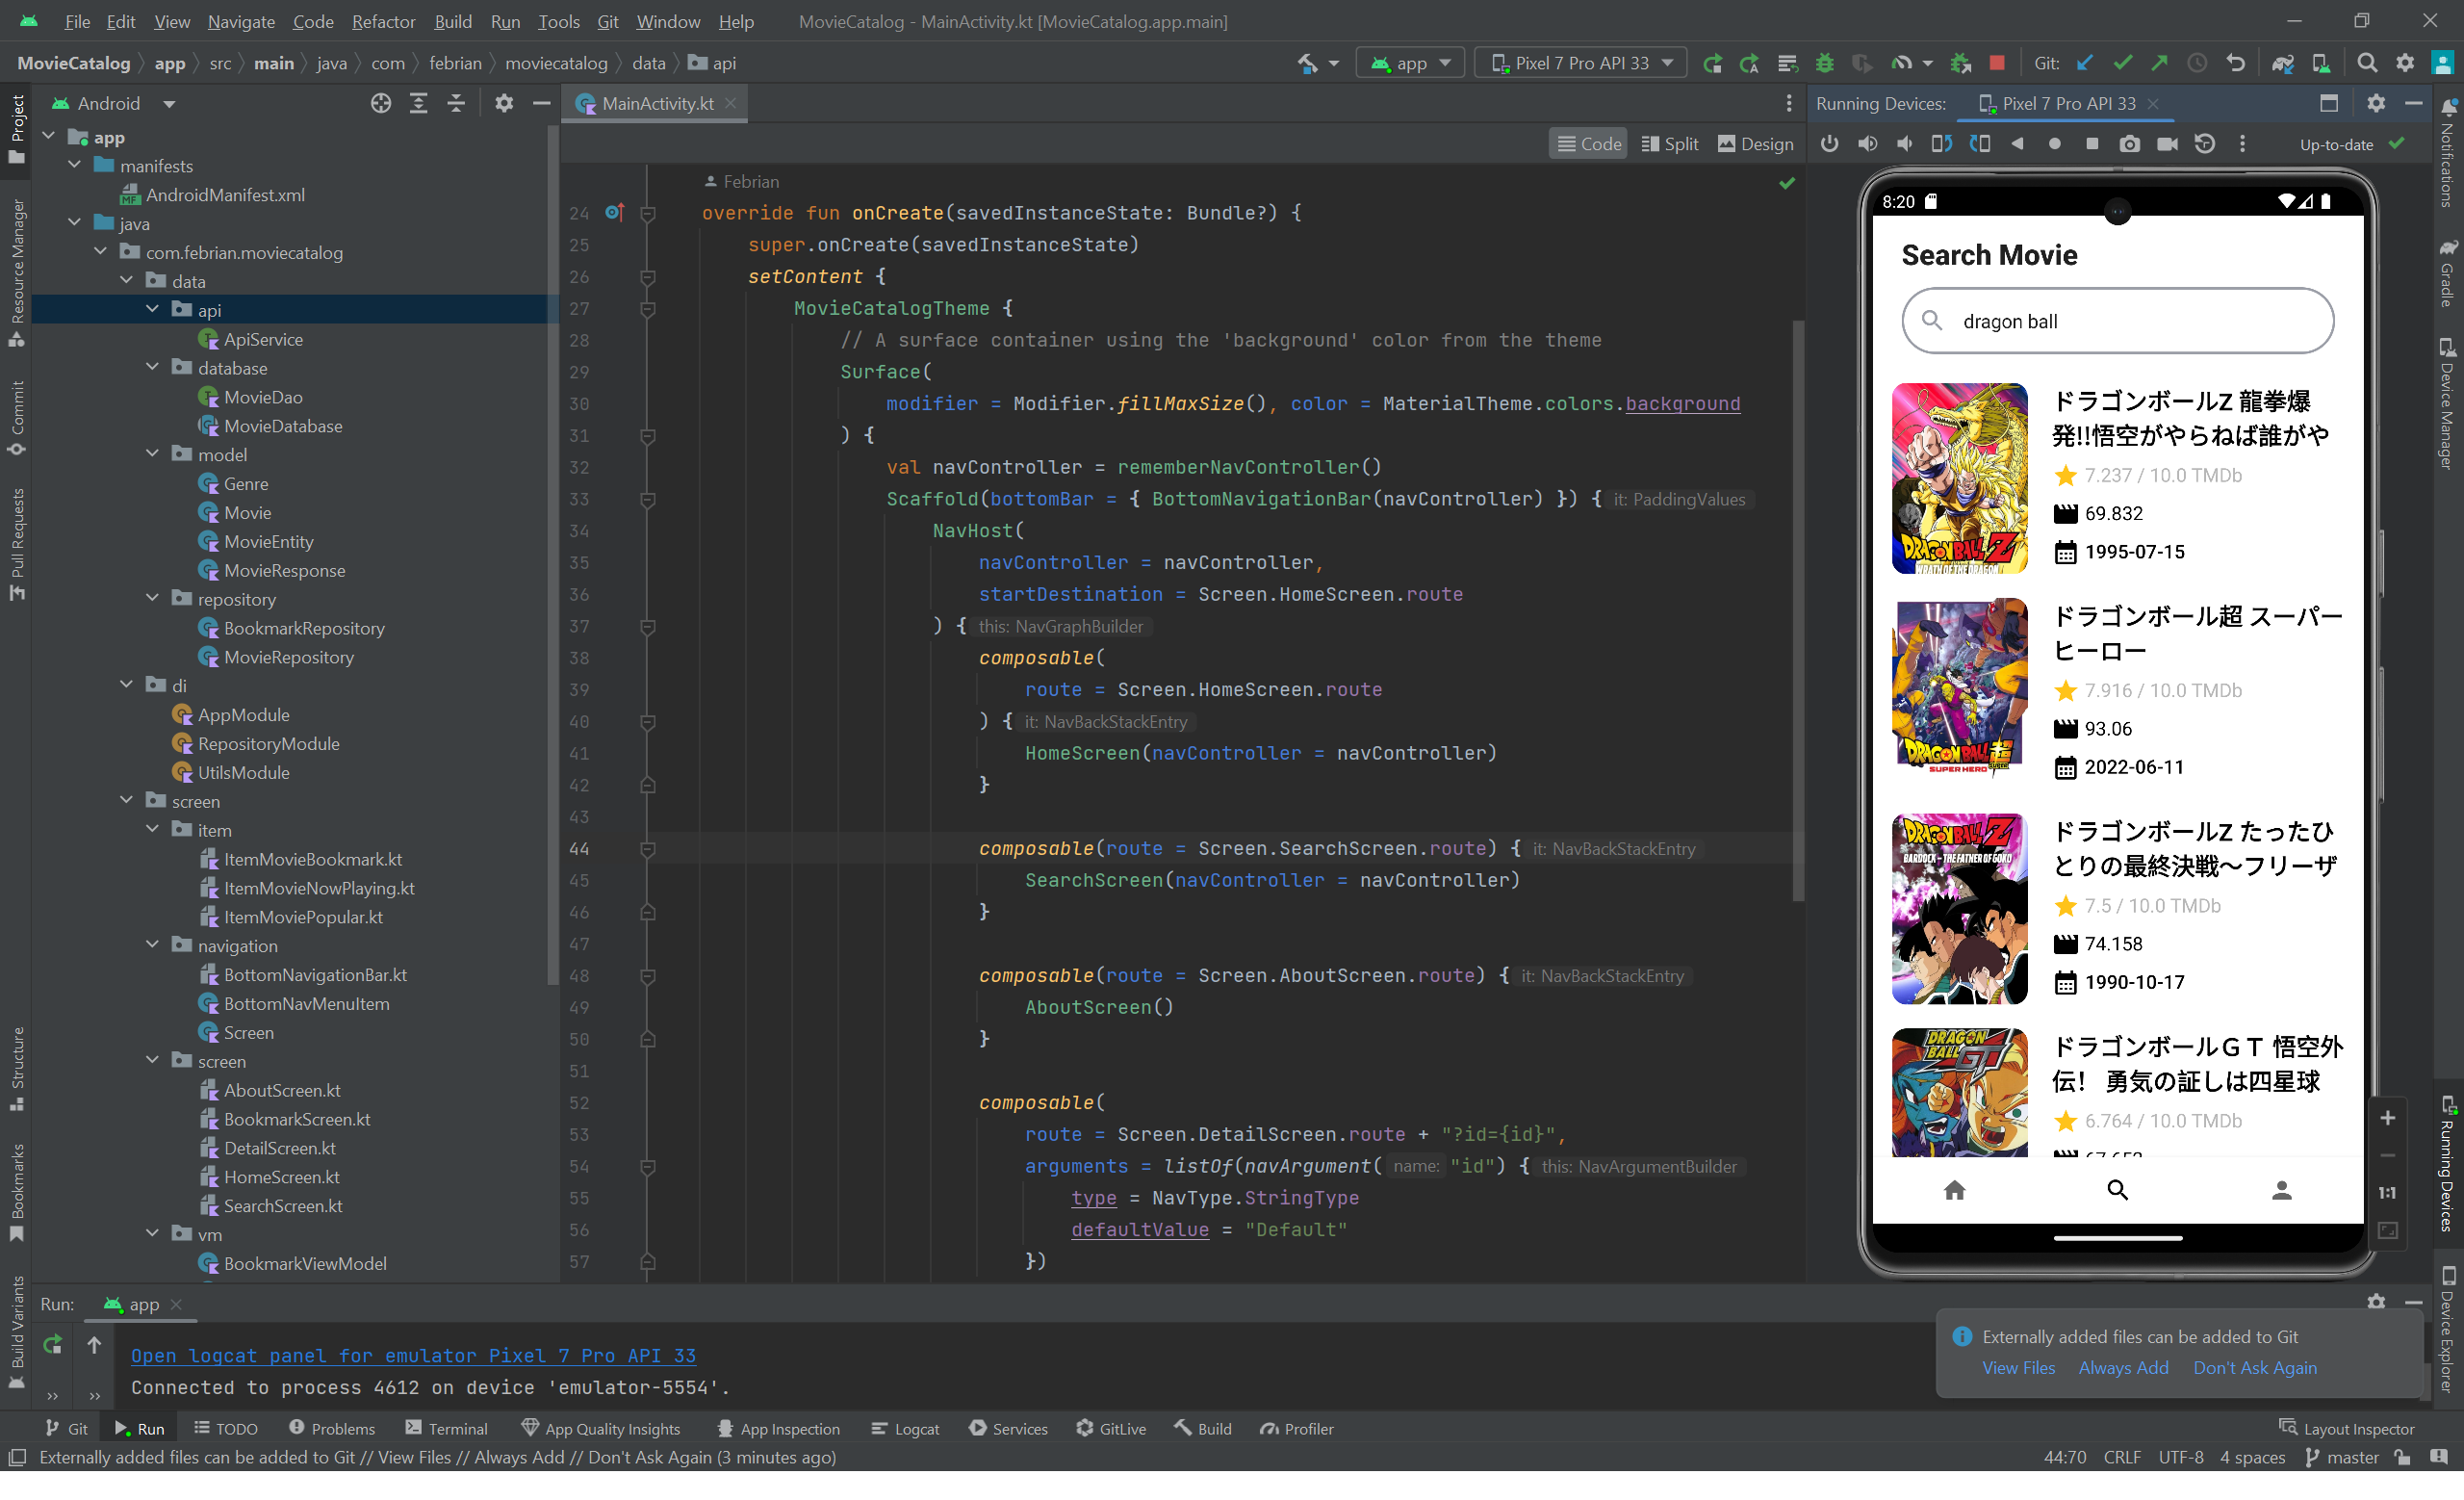 File Edit View Navigate Code Refactor Build Run Tools Git Window Help MovieCatalog - MainActivity.kt [MovieCatalog.app.main]
MovieCatalog app src main java com febrian moviecatalog data api
app Pixel 7 Pro API 33 Git:
Project
Resource Manager
Commit
Pull Requests
Structure
Bookmarks
Build Variants
Android
app
manifests
AndroidManifest.xml
java
com.febrian.moviecatalog
data
api
ApiService
database
MovieDao
MovieDatabase
model
Genre
Movie
MovieEntity
MovieResponse
repository
BookmarkRepository
MovieRepository
di
AppModule
RepositoryModule
UtilsModule
screen
item
ItemMovieBookmark.kt
ItemMovieNowPlaying.kt
ItemMoviePopular.kt
navigation
BottomNavigationBar.kt
BottomNavMenuItem
Screen
screen
AboutScreen.kt
BookmarkScreen.kt
DetailScreen.kt
HomeScreen.kt
SearchScreen.kt
vm
BookmarkViewModel
MainActivity.kt
Code Split Design
Febrian
24 override fun onCreate(savedInstanceState: Bundle?) {
25 super.onCreate(savedInstanceState)
26 setContent {
27 MovieCatalogTheme {
28 // A surface container using the 'background' color from the theme
29 Surface(
30 modifier = Modifier.fillMaxSize(), color = MaterialTheme.colors.background
31 ) {
32 val navController = rememberNavController()
33 Scaffold(bottomBar = { BottomNavigationBar(navController) }) { it: PaddingValues
34 NavHost(
35 navController = navController,
36 startDestination = Screen.HomeScreen.route
37 ) { this: NavGraphBuilder
38 composable(
39 route = Screen.HomeScreen.route
40 ) { it: NavBackStackEntry
41 HomeScreen(navController = navController)
42 }
43
44 composable(route = Screen.SearchScreen.route) { it: NavBackStackEntry
45 SearchScreen(navController = navController)
46 }
47
48 composable(route = Screen.AboutScreen.route) { it: NavBackStackEntry
49 AboutScreen()
50 }
51
52 composable(
53 route = Screen.DetailScreen.route + "?id={id}",
54 arguments = listOf(navArgument( name: "id") { this: NavArgumentBuilder
55 type = NavType.StringType
56 defaultValue = "Default"
57 })
Running Devices: Pixel 7 Pro API 33
Up-to-date
8:20
Search Movie
dragon ball
DRAGON BALL Z
WRATH OF THE DRAGON
ドラゴンボールZ 龍拳爆
発!!悟空がやらねば誰がや
7.237 / 10.0 TMDb
69.832
1995-07-15
DRAGON BALL 超
SUPER HERO
ドラゴンボール超 スーパー
ヒーロー
7.916 / 10.0 TMDb
93.06
2022-06-11
DRAGON BALL Z
BARDOCK - THE FATHER OF GOKU
ドラゴンボールZ たったひ
とりの最終決戦〜フリーザ
7.5 / 10.0 TMDb
74.158
1990-10-17
DRAGON BALL GT
ドラゴンボールＧＴ 悟空外
伝！ 勇気の証しは四星球
6.764 / 10.0 TMDb
1:1
Notifications
Gradle
Device Manager
Running Devices
Device Explorer
Run: app
Open logcat panel for emulator Pixel 7 Pro API 33
Connected to process 4612 on device 'emulator-5554'.
Externally added files can be added to Git
View Files Always Add Don't Ask Again
Git Run TODO Problems Terminal App Quality Insights App Inspection Logcat Services GitLive Build Profiler Layout Inspector
Externally added files can be added to Git // View Files // Always Add // Don't Ask Again (3 minutes ago) 44:70 CRLF UTF-8 4 spaces master